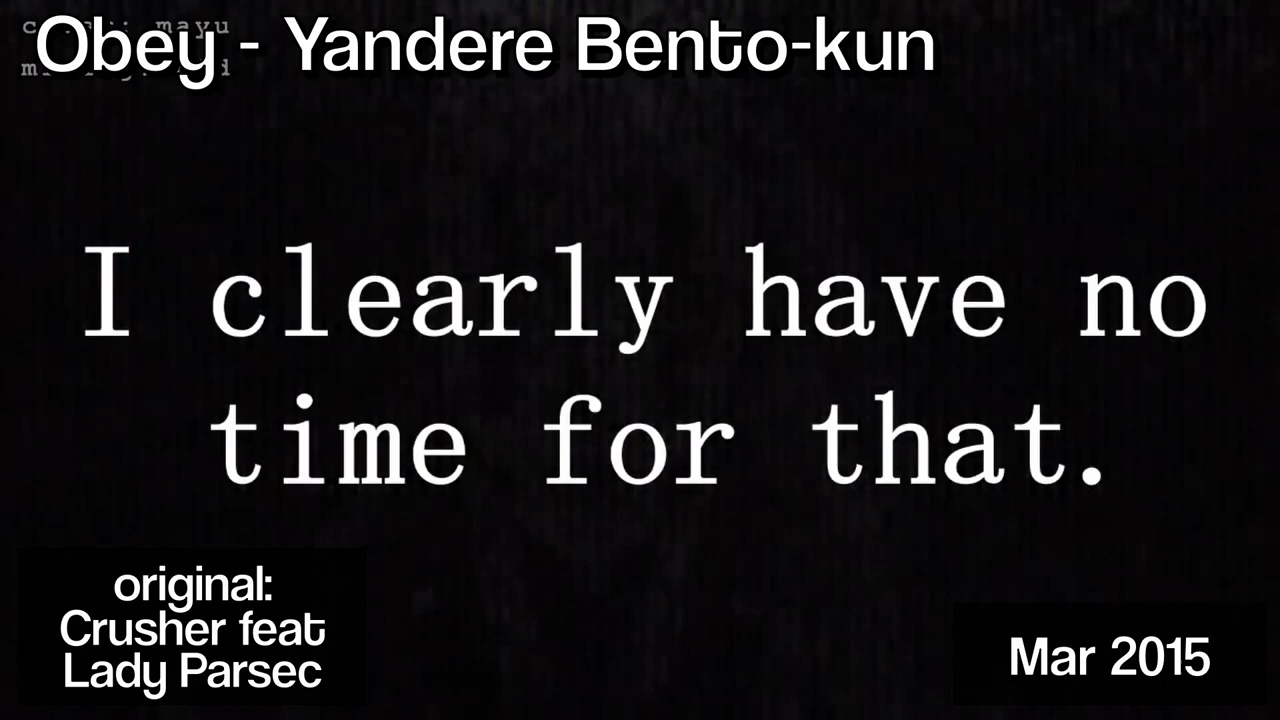 Obey - Yandere Bento-kun
I clearly have no
time for that.
original:
Crusher feat
Lady Parsec
Mar 2015